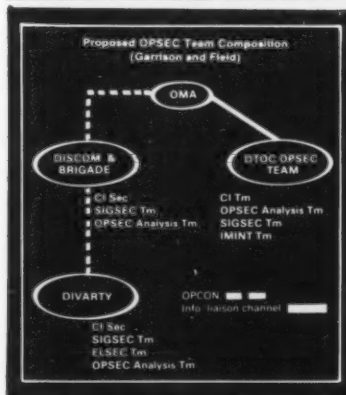 Proposed OPSEC Team Composition
(Garrison and Field)
OMA
DISCOM &
BRIGADE
DTOC OPSEC
TEAM
CI Sec
SIGSEC Tm
OPSEC Analysis Tm
CI Tm
OPSEC Analysis Tm
SIGSEC Tm
IMINT Tm
DIVARTY
OPCON
Info liaison channel
CI Sec
SIGSEC Tm
ELSEC Tm
OPSEC Analysis Tm